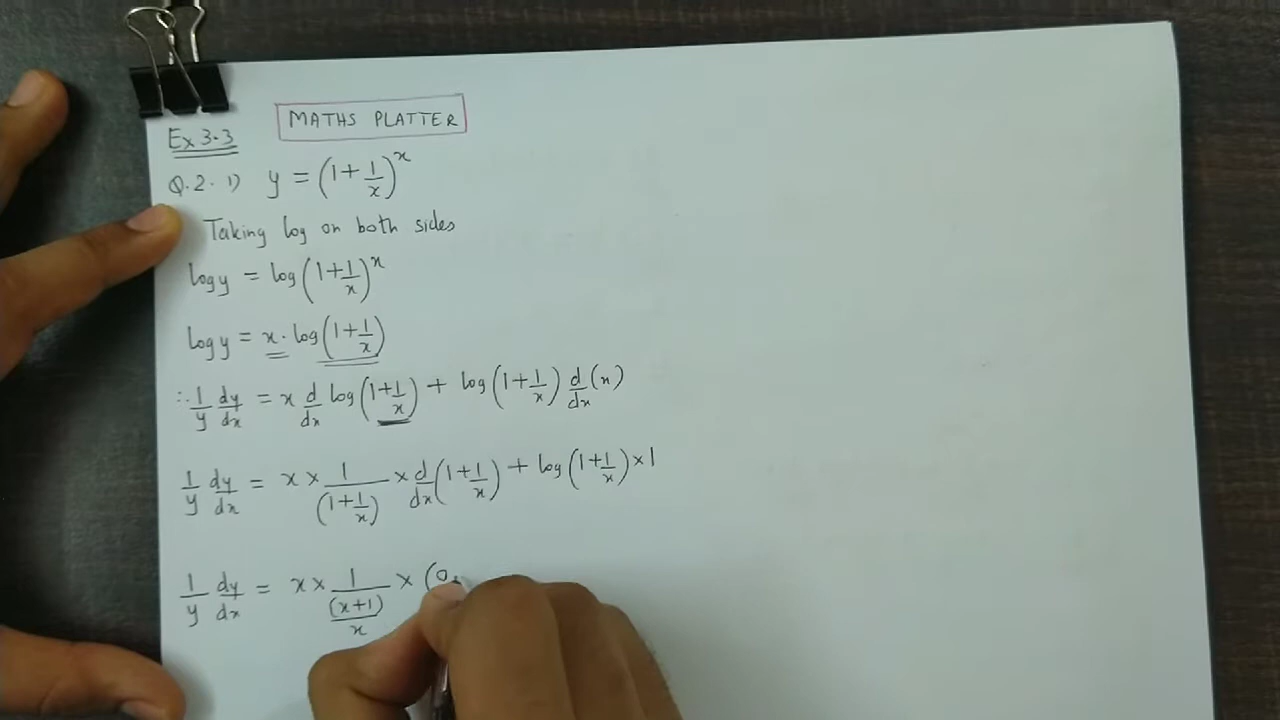 MATHS PLATTER
Ex 3.3
Q.2. 1) y = (1+1/x)^x
Taking log on both sides
log y = log(1+1/x)^x
log y = x . log(1+1/x)
∴ 1/y dy/dx = x d/dx log(1+1/x) + log(1+1/x) d/dx (x)
1/y dy/dx = x × 1/(1+1/x) × d/dx (1+1/x) + log(1+1/x) × 1
1/y dy/dx = x × 1/((x+1)/x) × (0